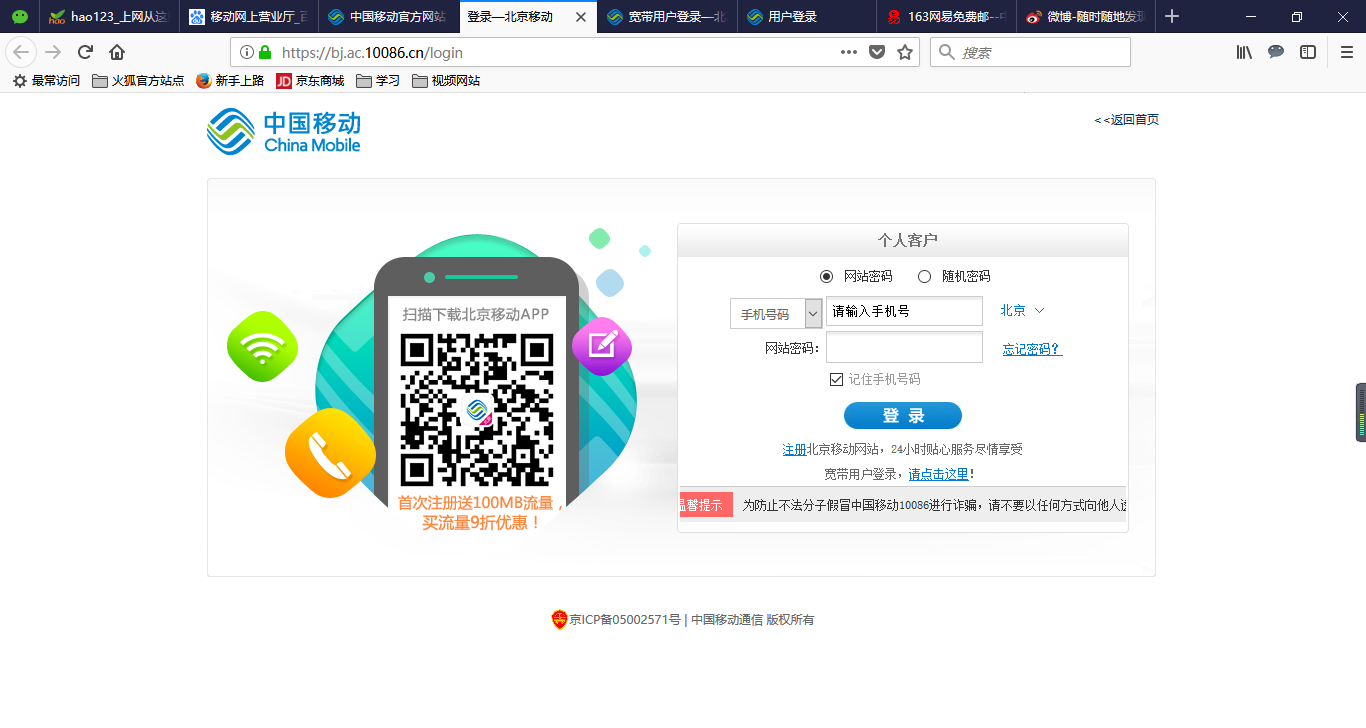 hao123_上网从这
移动网上营业厅_百
中国移动官方网站
登录—北京移动
宽带用户登录—北
用户登录
163网易免费邮--中
微博-随时随地发现
https://bj.ac.10086.cn/login
搜索
最常访问 火狐官方站点 新手上路 JD 京东商城 学习 视频网站
中国移动
China Mobile
<<返回首页
扫描下载北京移动APP
首次注册送100MB流量，
买流量9折优惠！
个人客户
网站密码 随机密码
手机号码 请输入手机号 北京
网站密码： 忘记密码？
记住手机号码
登 录
注册北京移动网站，24小时贴心服务尽情享受
宽带用户登录，请点击这里！
温馨提示 为防止不法分子假冒中国移动10086进行诈骗，请不要以任何方式向他人透
京ICP备05002571号 | 中国移动通信 版权所有